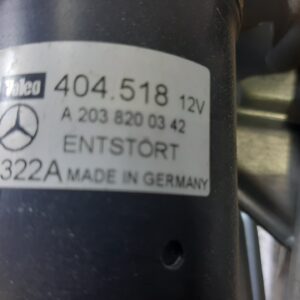 Valeo 404.518 12V
A 203 820 03 42
ENTSTÖRT
322A MADE IN GERMANY